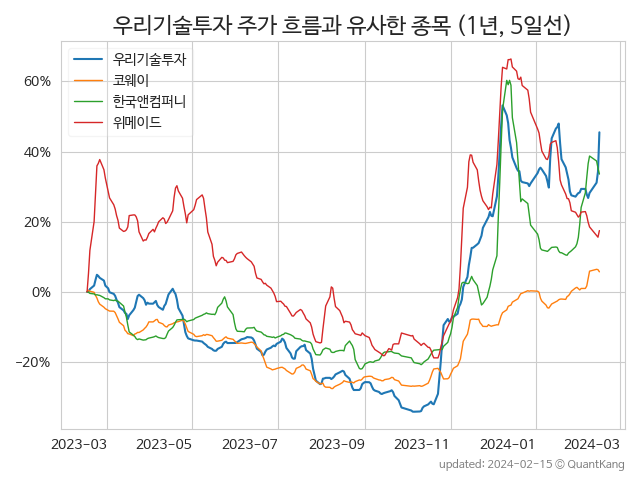 우리기술투자 주가 흐름과 유사한 종목 (1년, 5일선)
우리기술투자
코웨이
한국앤컴퍼니
위메이드
60%
40%
20%
0%
−20%
2023-03 2023-05 2023-07 2023-09 2023-11 2024-01 2024-03
updated: 2024-02-15 © QuantKang